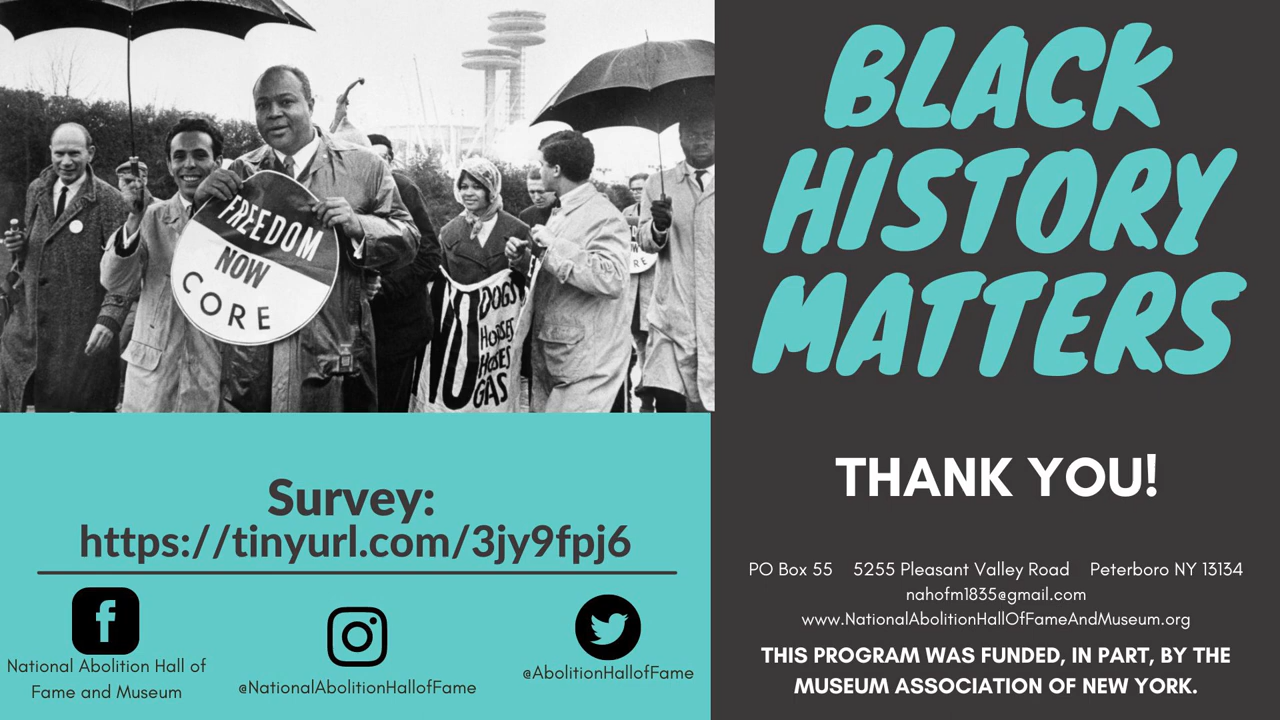 FREEDOM
NOW
CORE
NO DOGS
HORSES
HOSES
GAS
BLACK
HISTORY
MATTERS
THANK YOU!
Survey:
https://tinyurl.com/3jy9fpj6
National Abolition Hall of
Fame and Museum
@NationalAbolitionHallofFame
@AbolitionHallofFame
PO Box 55 5255 Pleasant Valley Road Peterboro NY 13134
nahofm1835@gmail.com
www.NationalAbolitionHallOfFameAndMuseum.org
THIS PROGRAM WAS FUNDED, IN PART, BY THE
MUSEUM ASSOCIATION OF NEW YORK.